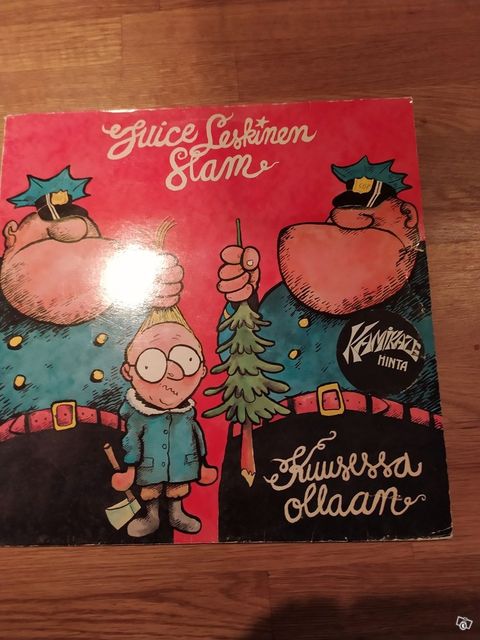 Juice Leskinen
Slam
KAMIKAZE
HINTA
Kuusessa
ollaan